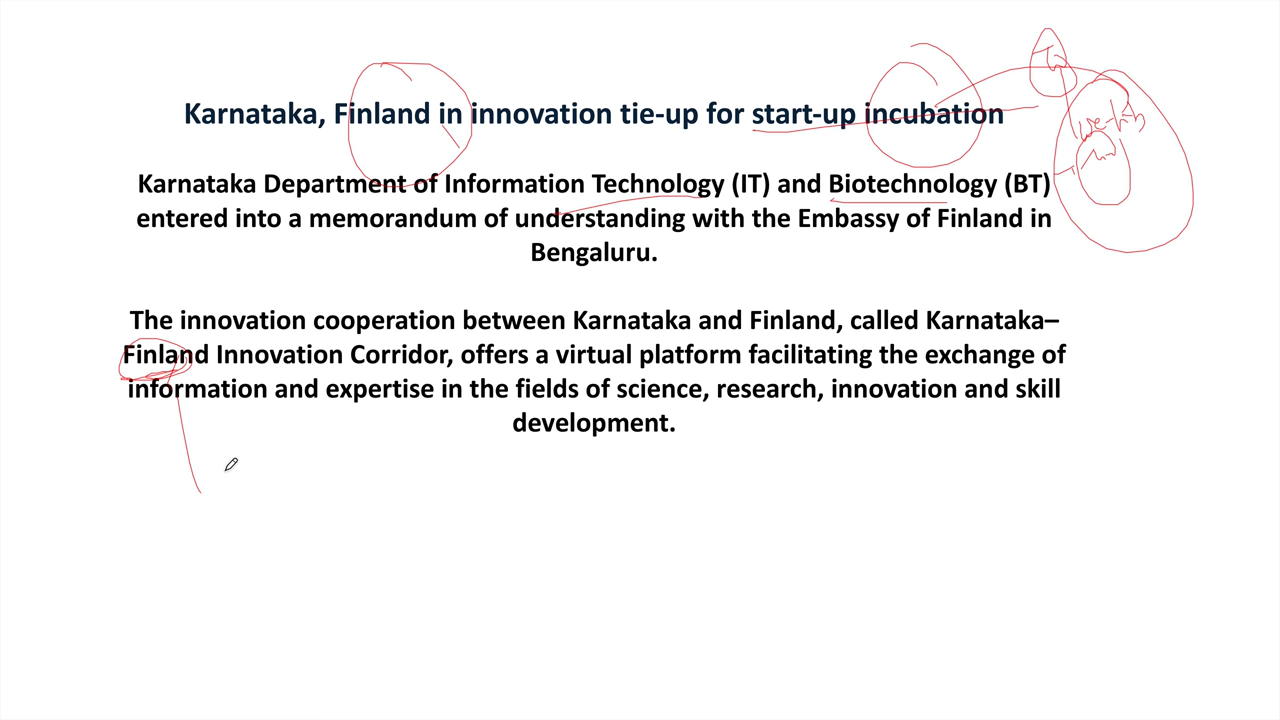 Karnataka, Finland in innovation tie-up for start-up incubation
Karnataka Department of Information Technology (IT) and Biotechnology (BT)
entered into a memorandum of understanding with the Embassy of Finland in
Bengaluru.
The innovation cooperation between Karnataka and Finland, called Karnataka–
Finland Innovation Corridor, offers a virtual platform facilitating the exchange of
information and expertise in the fields of science, research, innovation and skill
development.